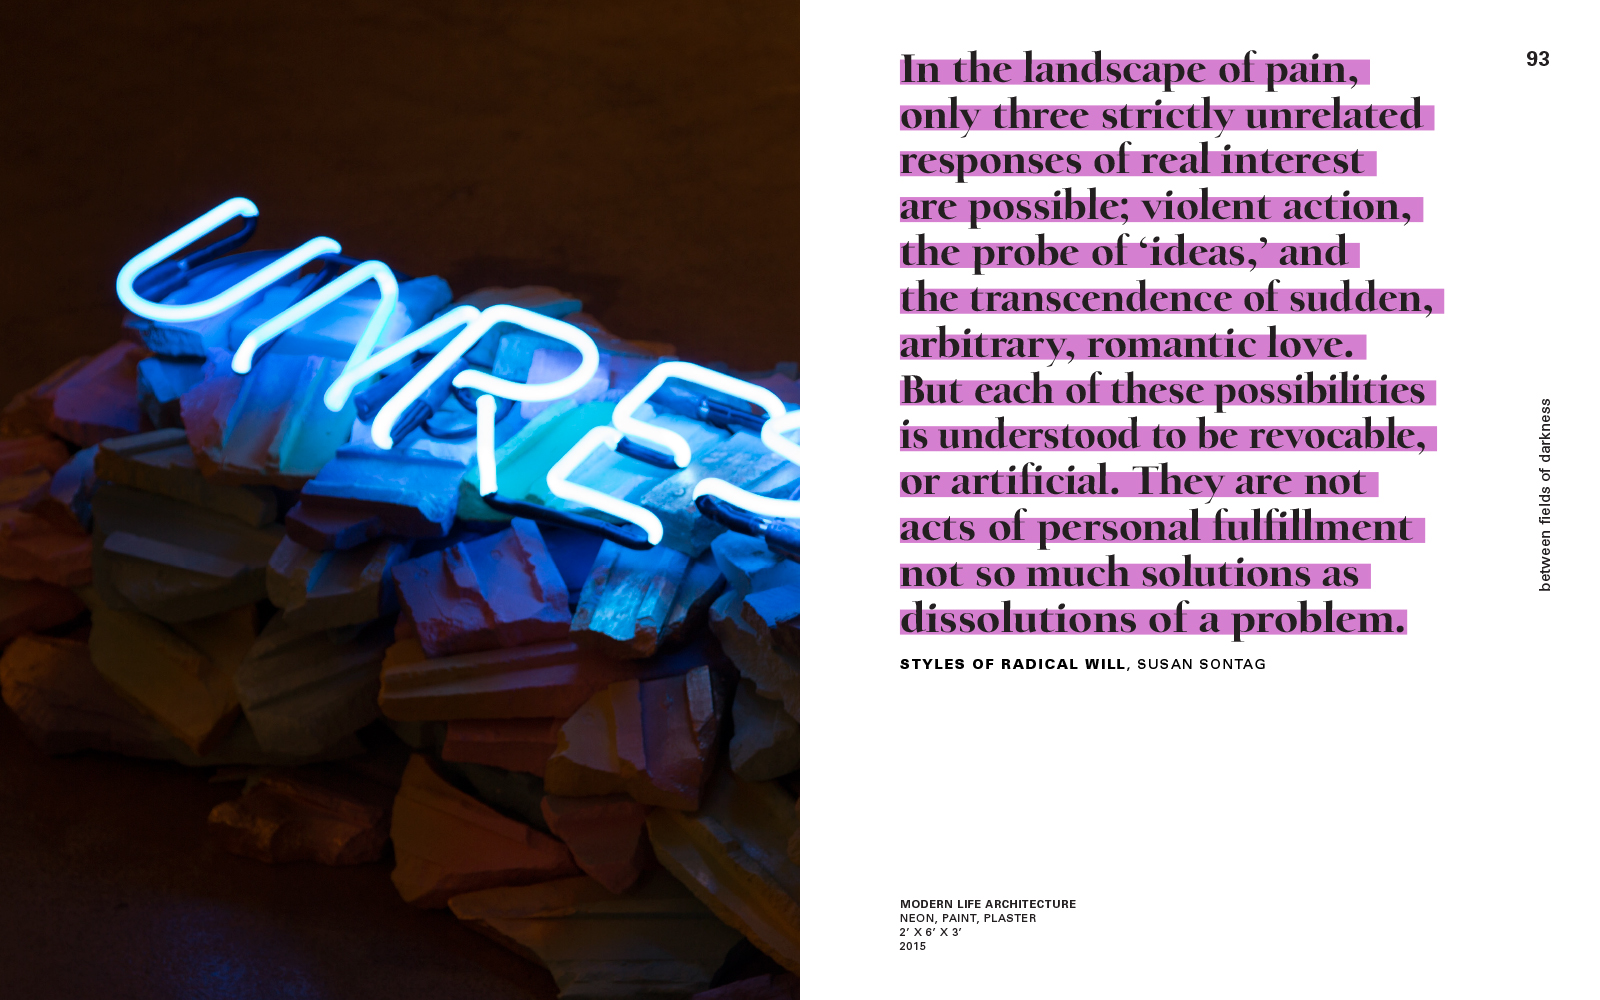 UNRES
93
In the landscape of pain,
only three strictly unrelated
responses of real interest
are possible; violent action,
the probe of ‘ideas,’ and
the transcendence of sudden,
arbitrary, romantic love.
But each of these possibilities
is understood to be revocable,
or artificial. They are not
acts of personal fulfillment
not so much solutions as
dissolutions of a problem.
STYLES OF RADICAL WILL, SUSAN SONTAG
between fields of darkness
MODERN LIFE ARCHITECTURE
NEON, PAINT, PLASTER
2’ X 6’ X 3’
2015